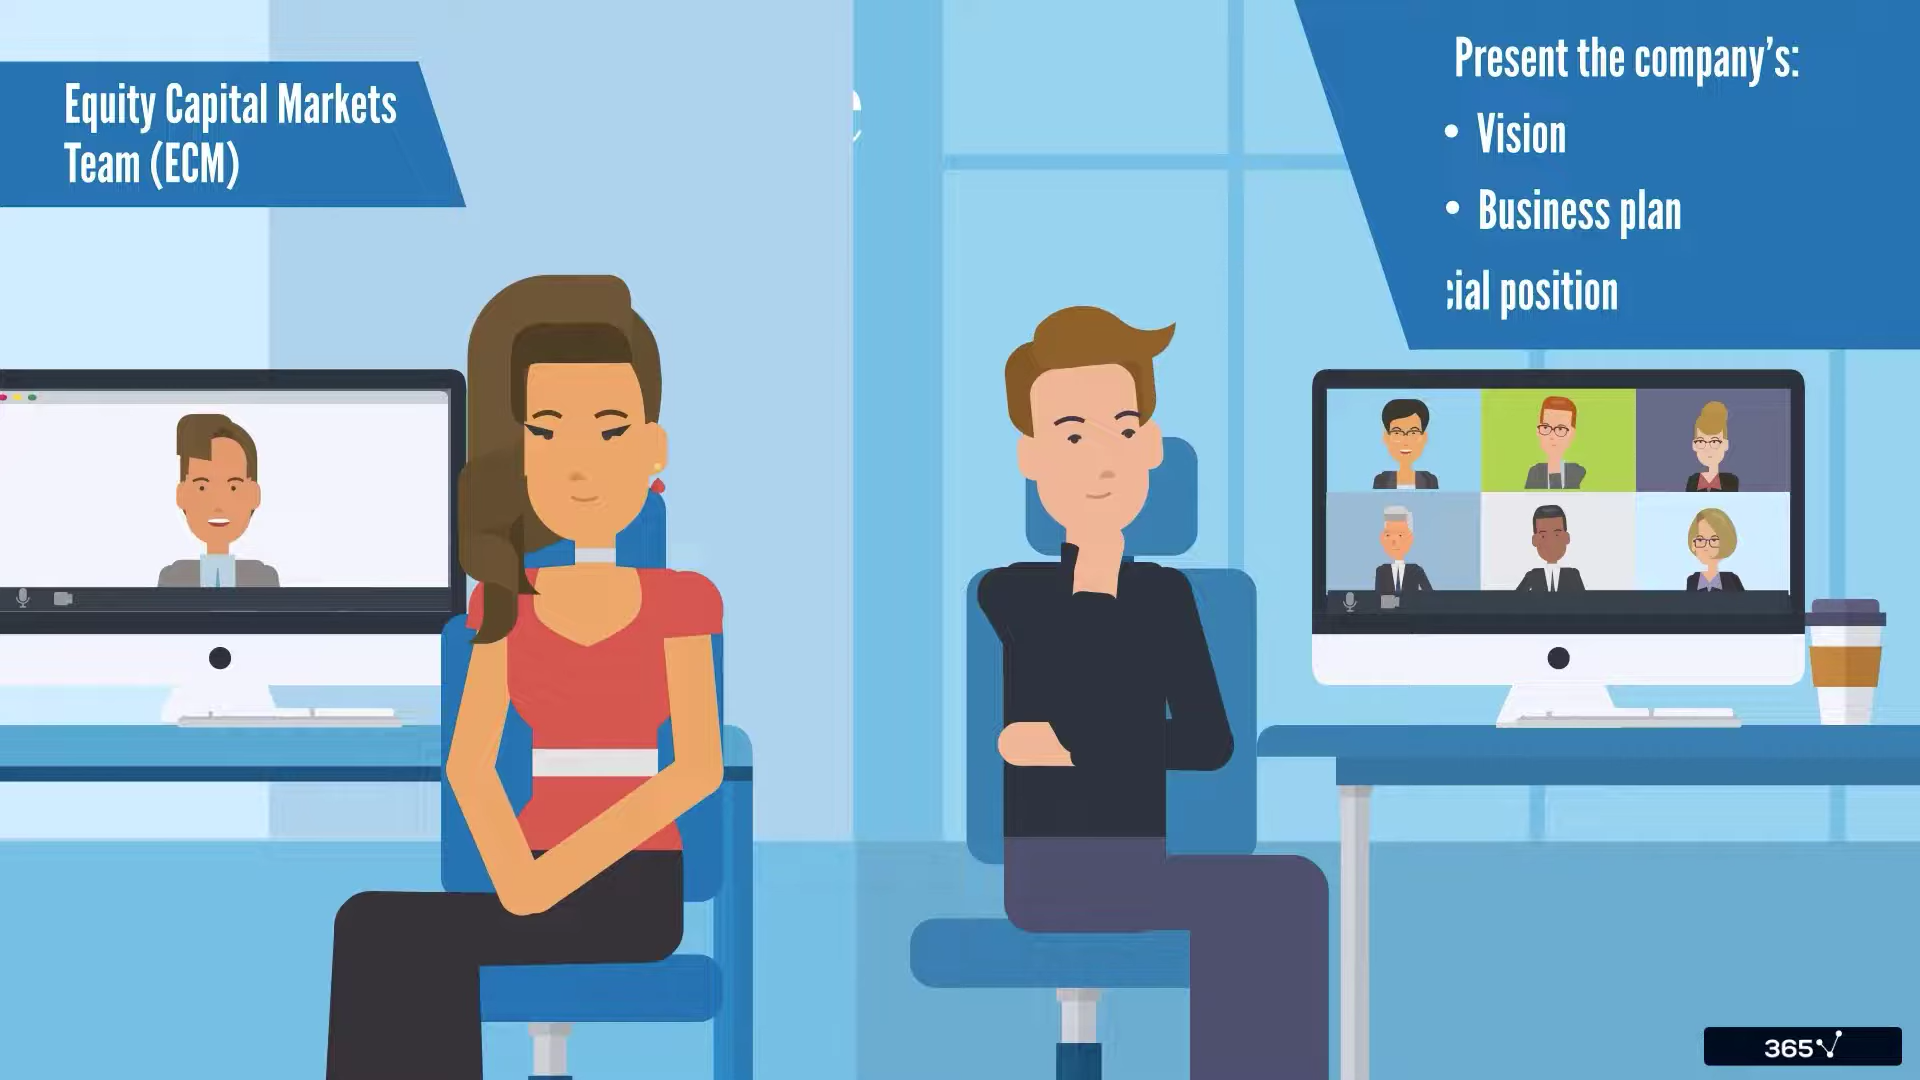 Equity Capital Markets
Team (ECM)
Present the company's:
• Vision
• Business plan
ial position
365